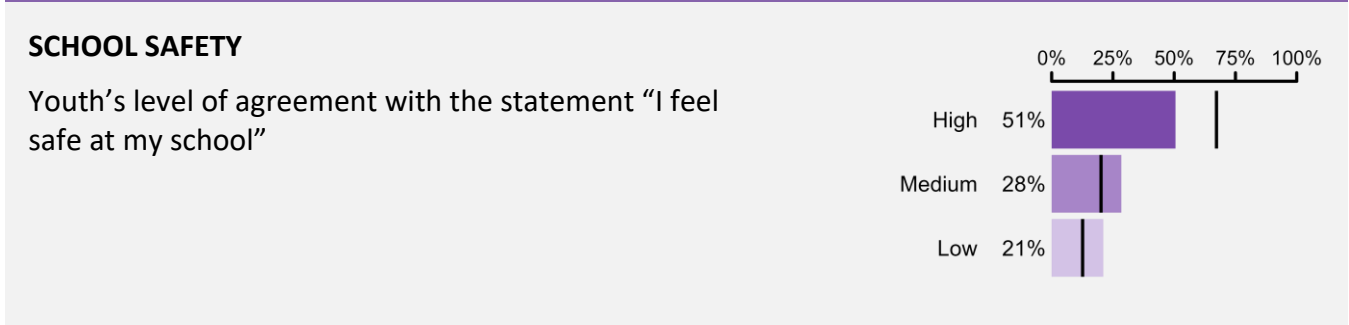 SCHOOL SAFETY
Youth’s level of agreement with the statement “I feel
safe at my school”
0% 25% 50% 75% 100%
High 51%
Medium 28%
Low 21%